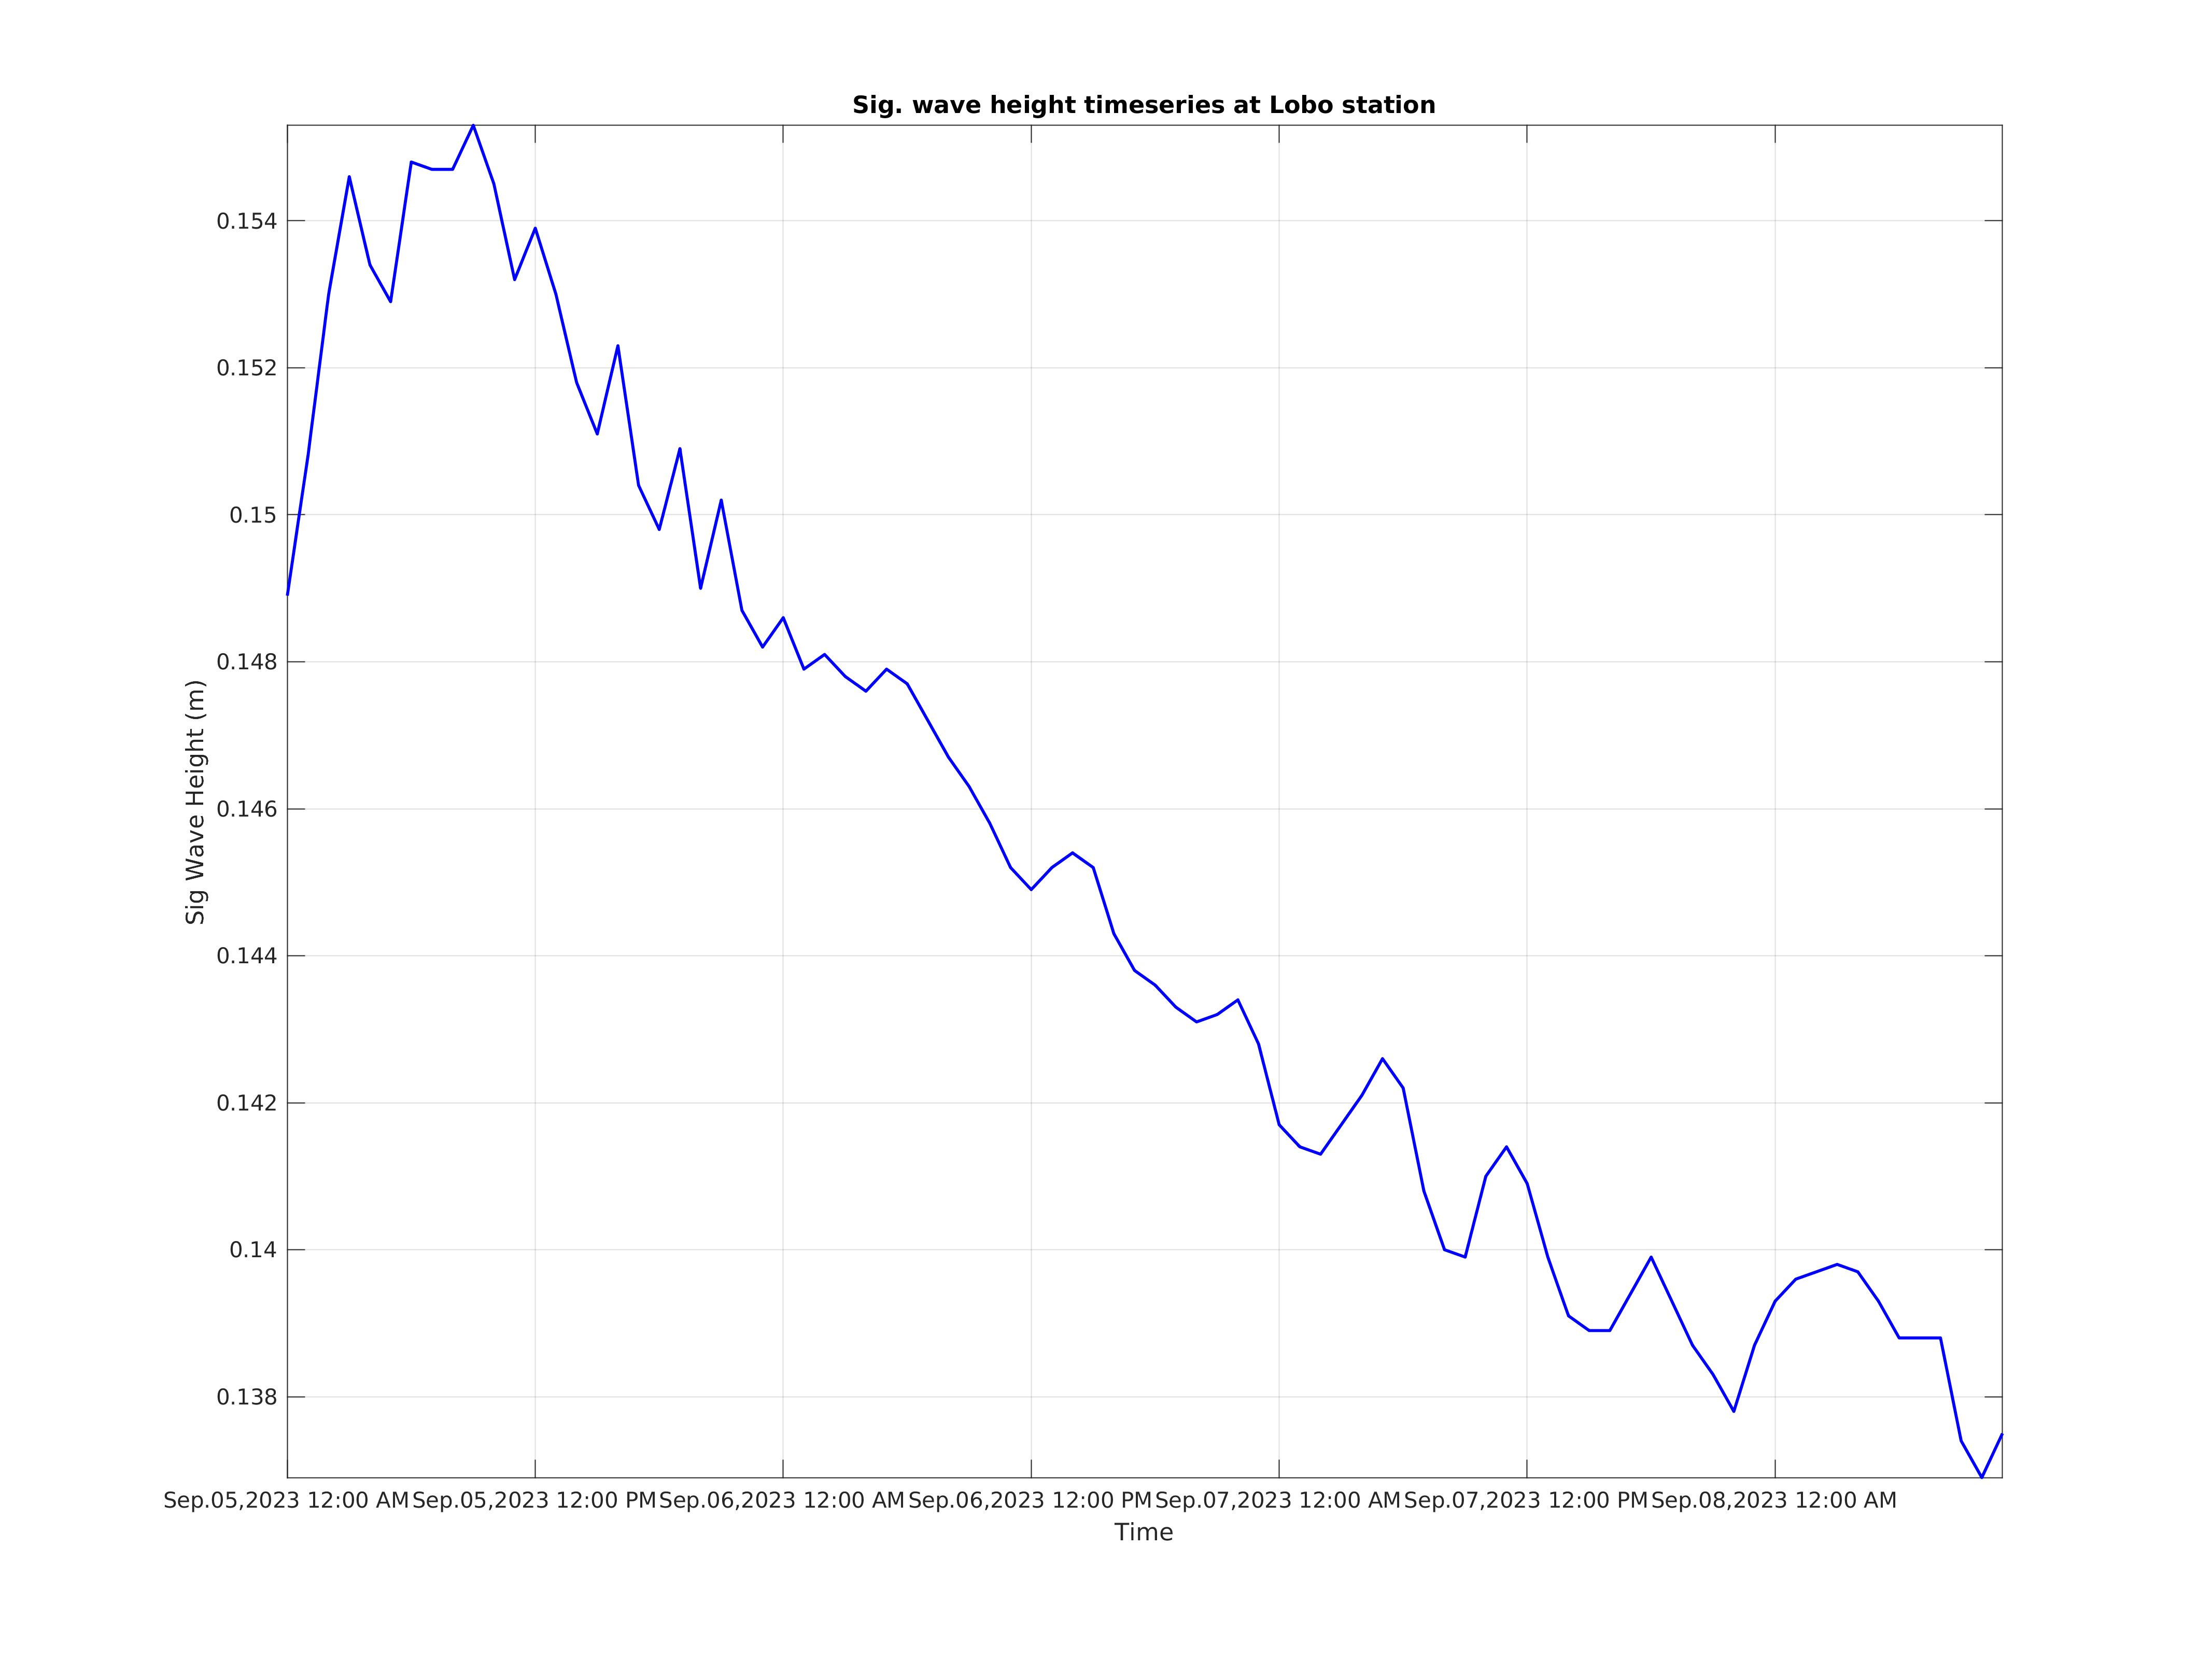 Sig. wave height timeseries at Lobo station
Sig Wave Height (m)
0.154
0.152
0.15
0.148
0.146
0.144
0.142
0.14
0.138
Sep.05,2023 12:00 AM Sep.05,2023 12:00 PM Sep.06,2023 12:00 AM Sep.06,2023 12:00 PM Sep.07,2023 12:00 AM Sep.07,2023 12:00 PM Sep.08,2023 12:00 AM
Time